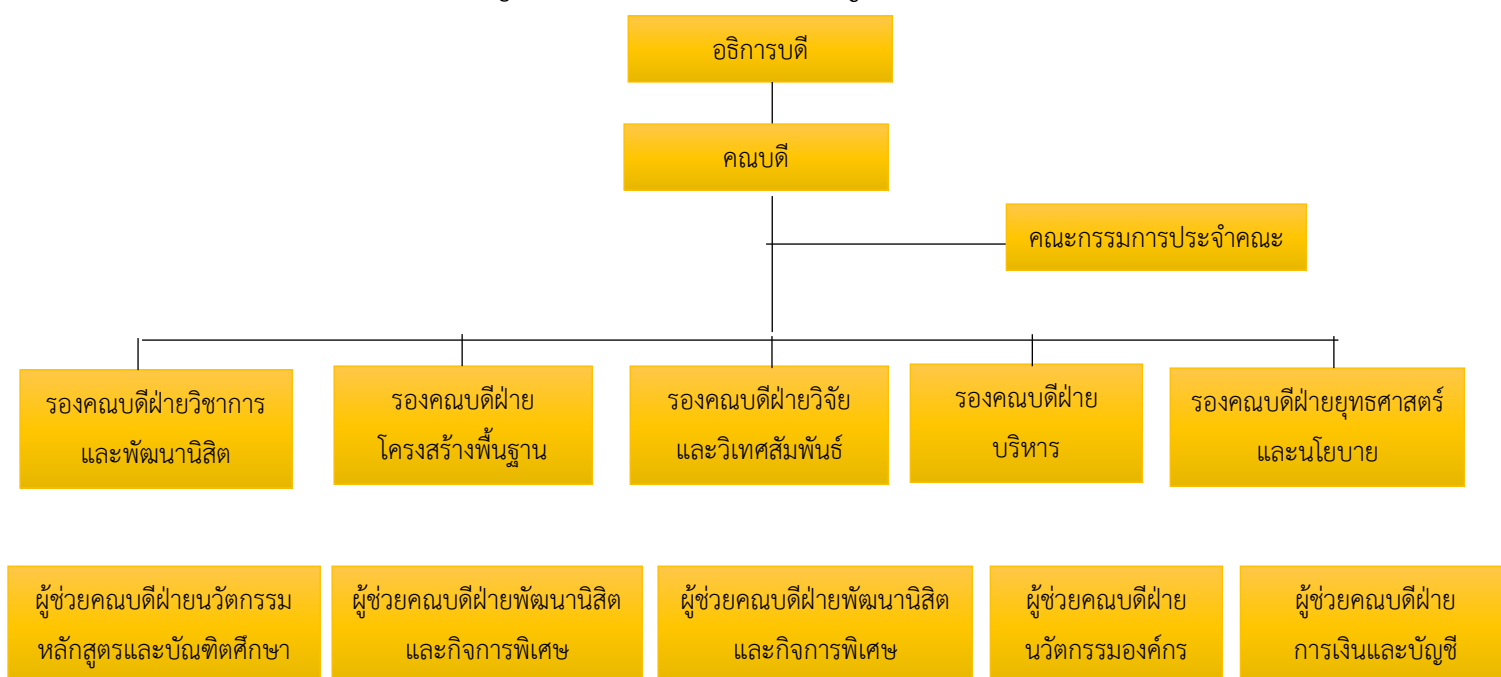 อธิการบดี
คณบดี
คณะกรรมการประจำคณะ
รองคณบดีฝ่ายวิชาการ
และพัฒนานิสิต
รองคณบดีฝ่าย
โครงสร้างพื้นฐาน
รองคณบดีฝ่ายวิจัย
และวิเทศสัมพันธ์
รองคณบดีฝ่าย
บริหาร
รองคณบดีฝ่ายยุทธศาสตร์
และนโยบาย
ผู้ช่วยคณบดีฝ่ายนวัตกรรม
หลักสูตรและบัณฑิตศึกษา
ผู้ช่วยคณบดีฝ่ายพัฒนานิสิต
และกิจการพิเศษ
ผู้ช่วยคณบดีฝ่ายพัฒนานิสิต
และกิจการพิเศษ
ผู้ช่วยคณบดีฝ่าย
นวัตกรรมองค์กร
ผู้ช่วยคณบดีฝ่าย
การเงินและบัญชี